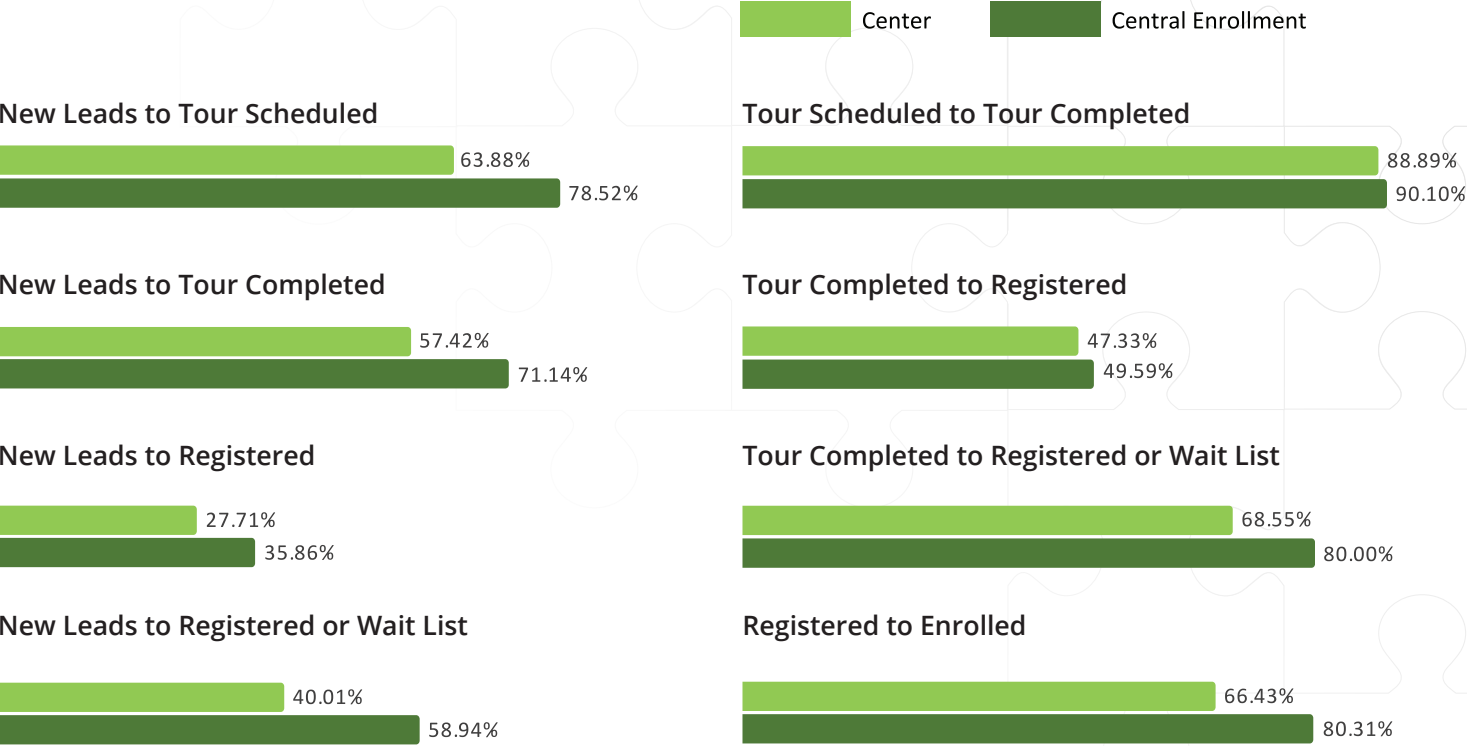 Center
Central Enrollment
New Leads to Tour Scheduled
63.88%
78.52%
Tour Scheduled to Tour Completed
88.89%
90.10%
New Leads to Tour Completed
57.42%
71.14%
Tour Completed to Registered
47.33%
49.59%
New Leads to Registered
27.71%
35.86%
Tour Completed to Registered or Wait List
68.55%
80.00%
New Leads to Registered or Wait List
40.01%
58.94%
Registered to Enrolled
66.43%
80.31%